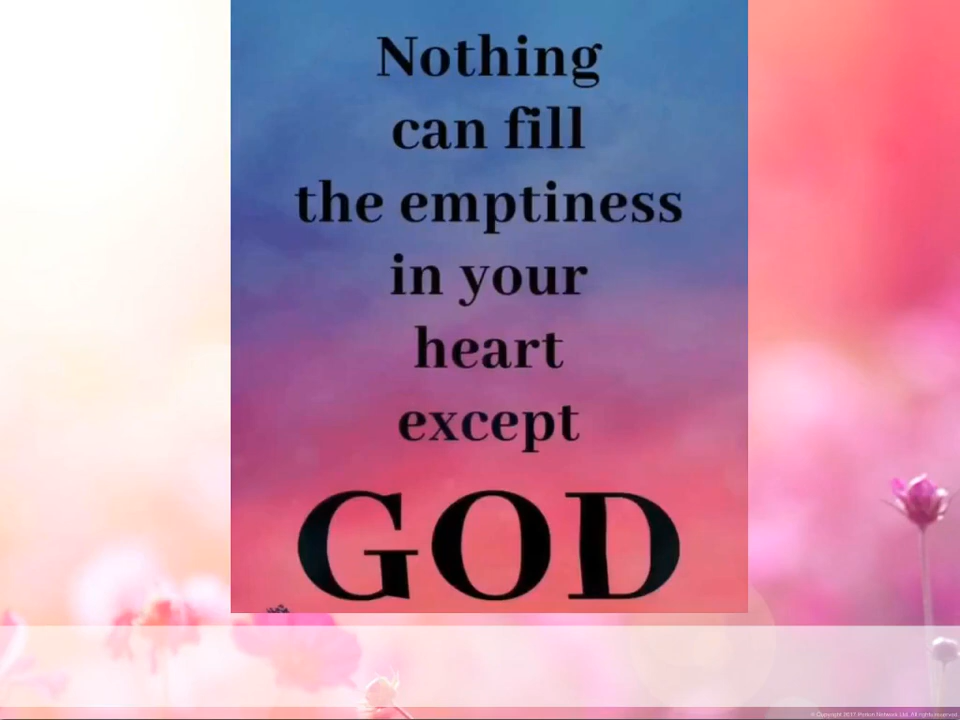 Nothing
can fill
the emptiness
in your
heart
except
GOD